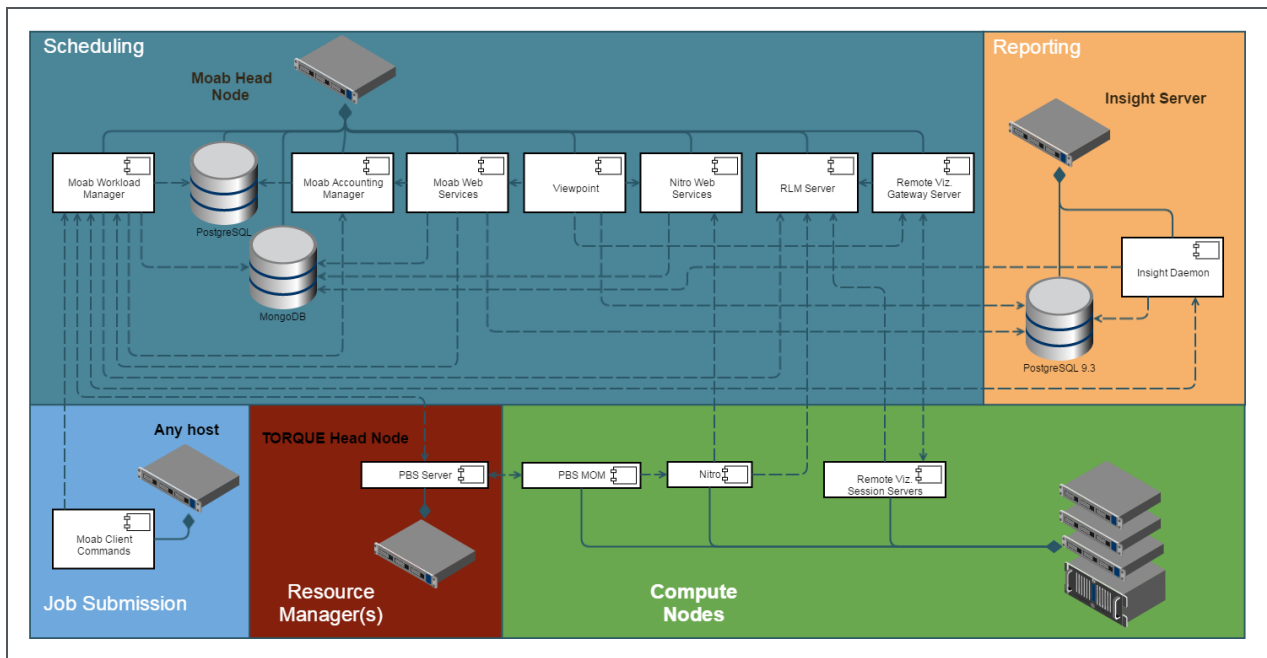 Scheduling
Reporting
Moab Head
Node
Insight Server
Moab Workload
Manager
PostgreSQL
Moab Accounting
Manager
Moab Web
Services
Viewpoint
Nitro Web
Services
RLM Server
Remote Viz.
Gateway Server
MongoDB
Insight Daemon
PostgreSQL 9.3
Any host
Moab Client
Commands
Job Submission
TORQUE Head Node
PBS Server
Resource
Manager(s)
PBS MOM
Nitro
Remote Viz.
Session Servers
Compute
Nodes